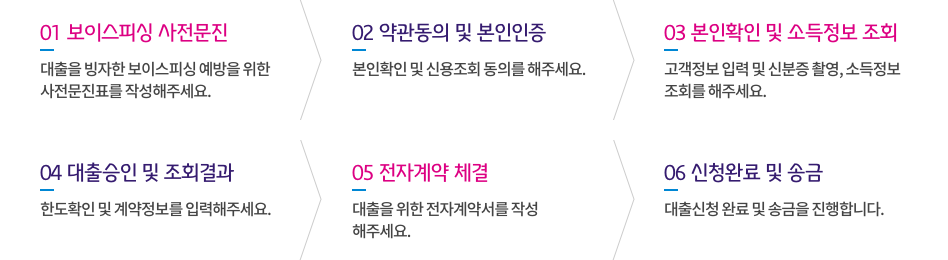 01 보이스피싱 사전문진
대출을 빙자한 보이스피싱 예방을 위한
사전문진표를 작성해주세요.
02 약관동의 및 본인인증
본인확인 및 신용조회 동의를 해주세요.
03 본인확인 및 소득정보 조회
고객정보 입력 및 신분증 촬영, 소득정보
조회를 해주세요.
04 대출승인 및 조회결과
한도확인 및 계약정보를 입력해주세요.
05 전자계약 체결
대출을 위한 전자계약서를 작성
해주세요.
06 신청완료 및 송금
대출신청 완료 및 송금을 진행합니다.